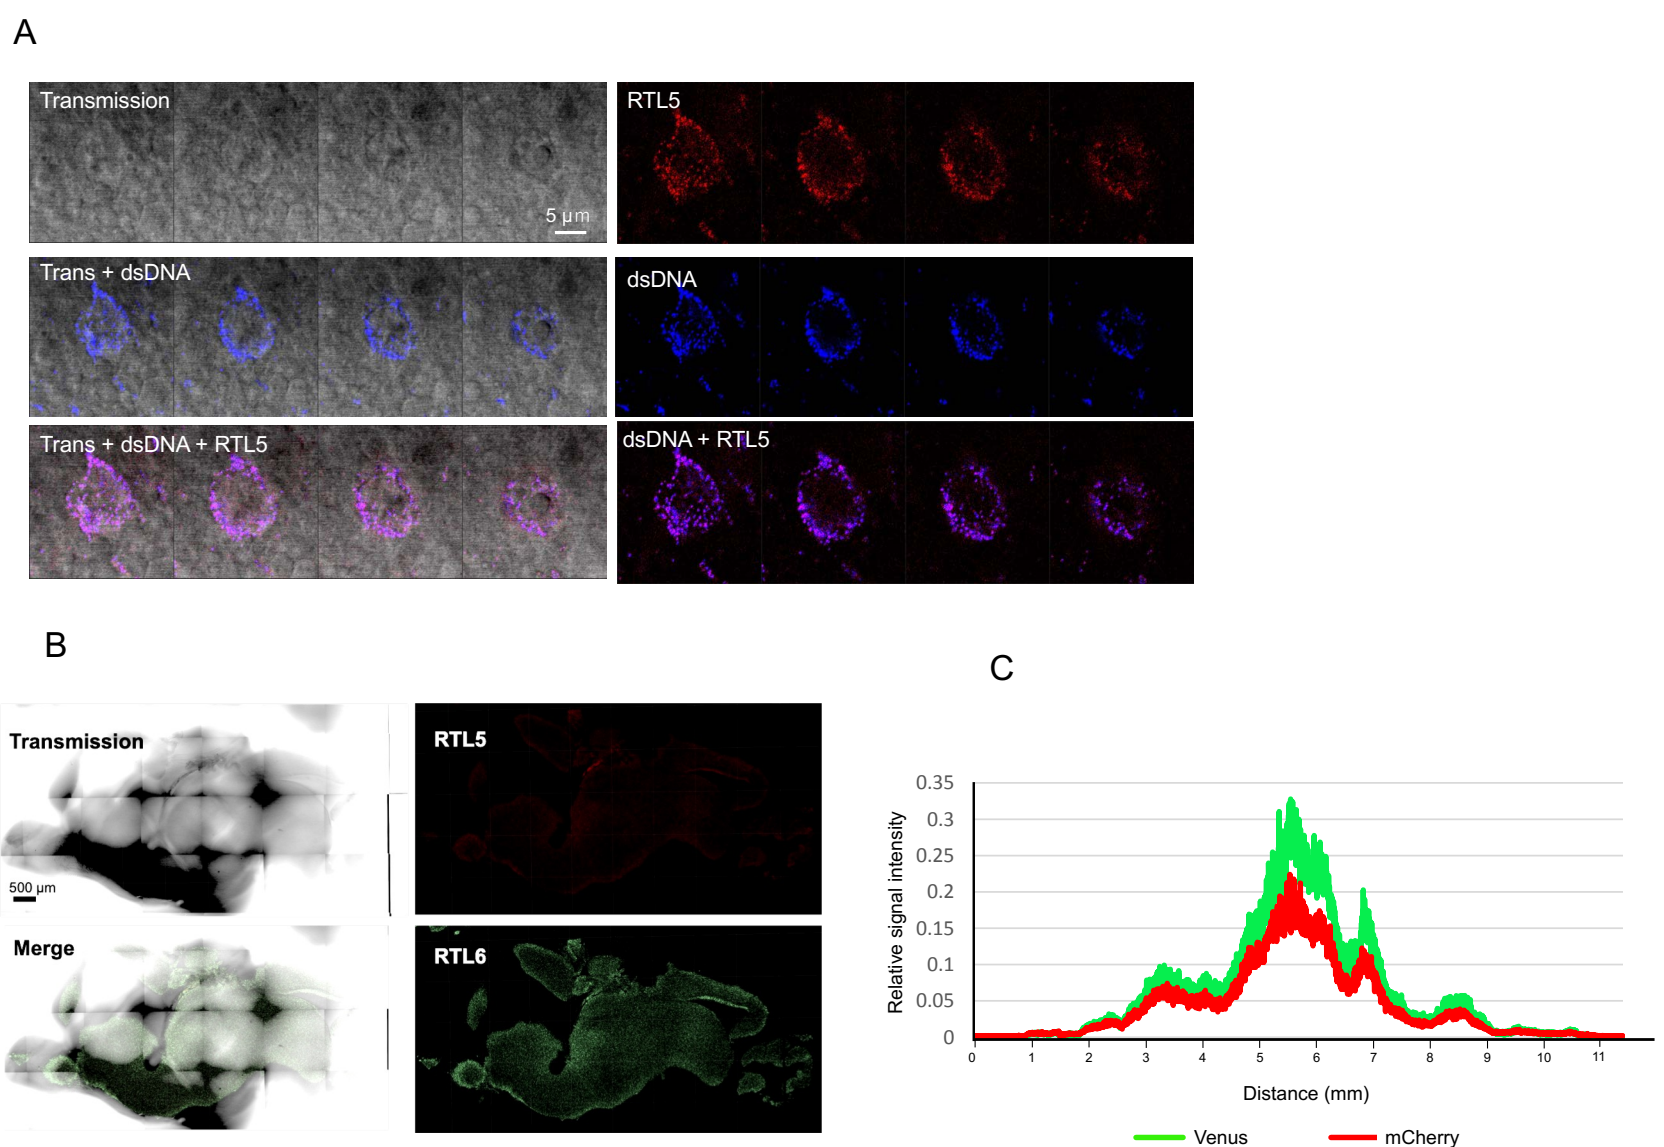 A
Transmission
5 µm
RTL5
Trans + dsDNA
dsDNA
Trans + dsDNA + RTL5
dsDNA + RTL5
B
Transmission
500 µm
RTL5
Merge
RTL6
C
Relative signal intensity
0.35
0.3
0.25
0.2
0.15
0.1
0.05
0
0 1 2 3 4 5 6 7 8 9 10 11
Distance (mm)
Venus mCherry